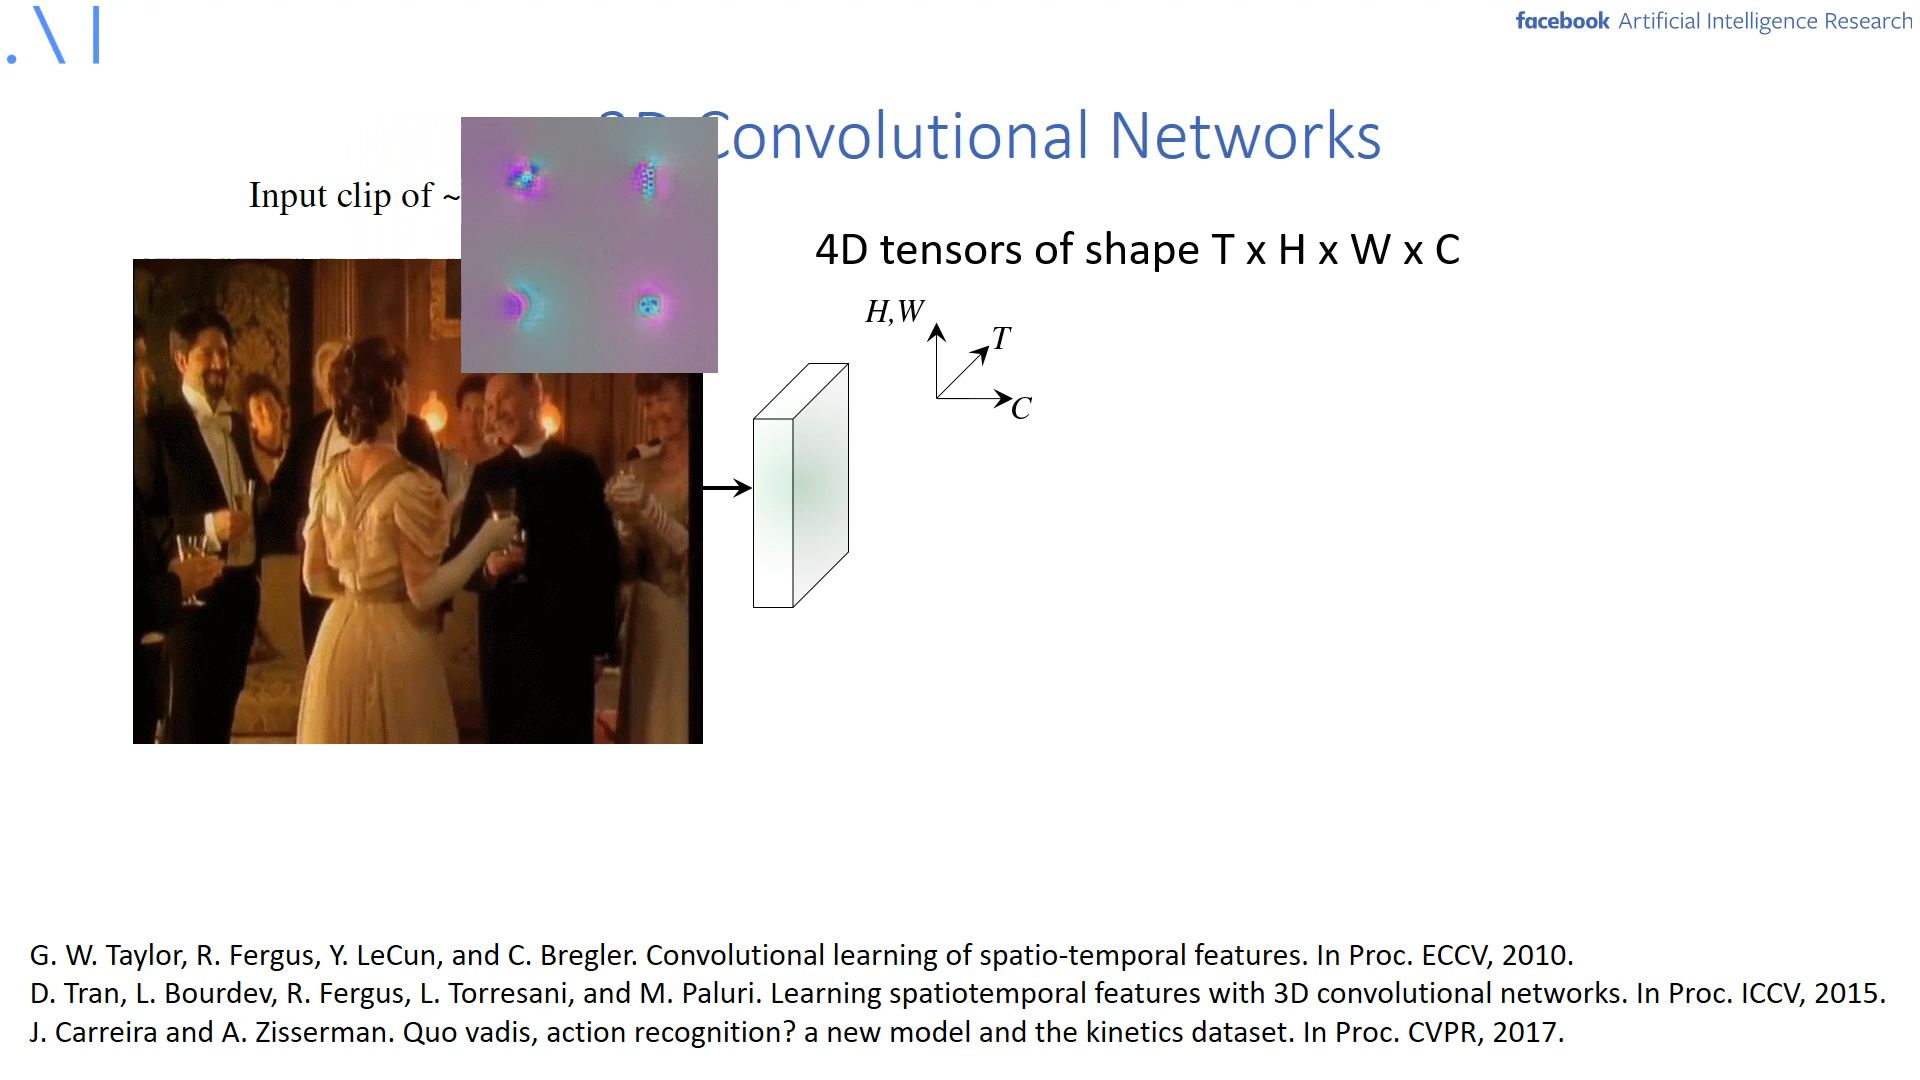 facebook Artificial Intelligence Research
Convolutional Networks
Input clip of ~
4D tensors of shape T x H x W x C
H,W
T
C
G. W. Taylor, R. Fergus, Y. LeCun, and C. Bregler. Convolutional learning of spatio-temporal features. In Proc. ECCV, 2010.
D. Tran, L. Bourdev, R. Fergus, L. Torresani, and M. Paluri. Learning spatiotemporal features with 3D convolutional networks. In Proc. ICCV, 2015.
J. Carreira and A. Zisserman. Quo vadis, action recognition? a new model and the kinetics dataset. In Proc. CVPR, 2017.